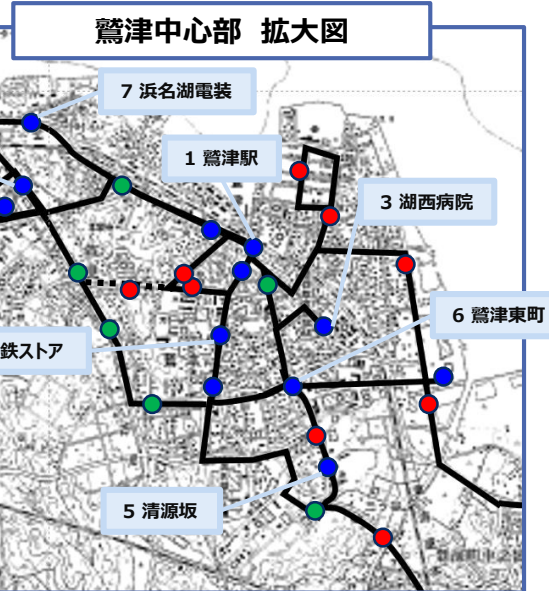 鷲津中心部 拡大図
7 浜名湖電装
1 鷲津駅
3 湖西病院
6 鷲津東町
鉄ストア
5 清源坂